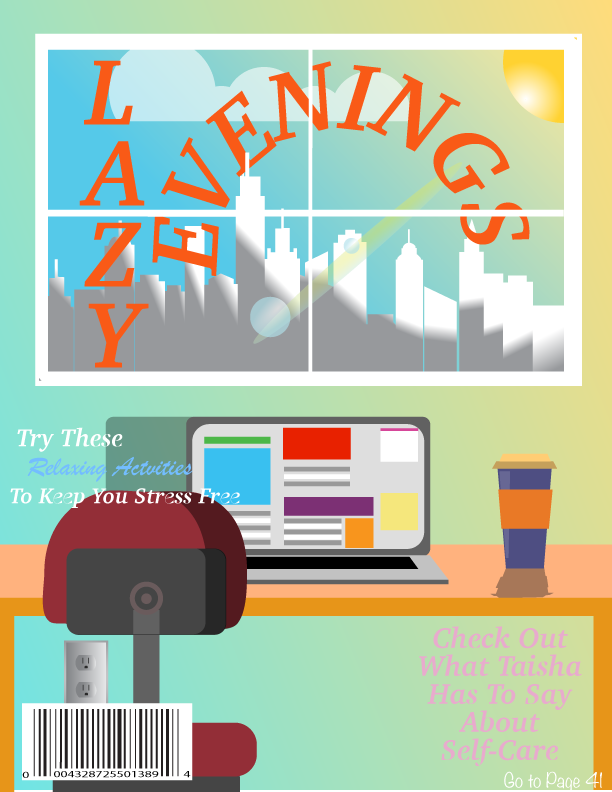 LAZY
EVENINGS
Try These
Relaxing Actvities
To Keep You Stress Free
Check Out
What Taisha
Has To Say
About
Self-Care
Go to Page 41
0 004328725501389 4